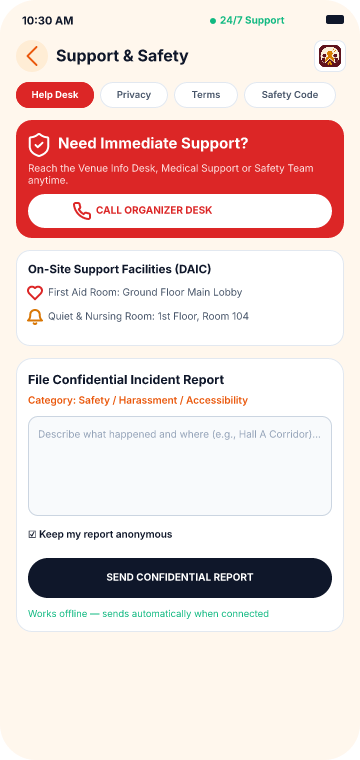 10:30 AM
● 24/7 Support
Support & Safety
Help Desk
Privacy
Terms
Safety Code
Need Immediate Support?
Reach the Venue Info Desk, Medical Support or Safety Team
anytime.
CALL ORGANIZER DESK
On-Site Support Facilities (DAIC)
First Aid Room: Ground Floor Main Lobby
Quiet & Nursing Room: 1st Floor, Room 104
File Confidential Incident Report
Category: Safety / Harassment / Accessibility
Describe what happened and where (e.g., Hall A Corridor)...
☑ Keep my report anonymous
SEND CONFIDENTIAL REPORT
Works offline — sends automatically when connected